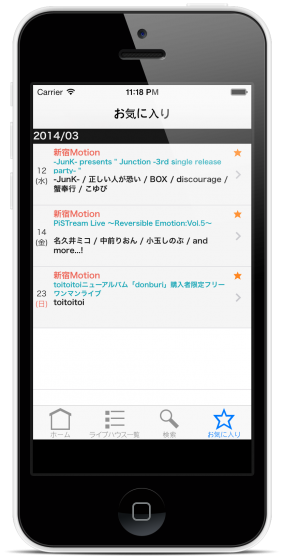 Carrier 11:18 PM
お気に入り
2014/03
12
(水)
新宿Motion
-JunK- presents " Junction -3rd single release
party- "
-JunK- / 正しい人が恐い / BOX / discourage /
蟹奉行 / こゆび
14
(金)
新宿Motion
PiSTream Live 〜Reversible Emotion:Vol.5〜
名久井ミコ / 中前りおん / 小玉しのぶ / and
more...!
23
(日)
新宿Motion
toitoitoiニューアルバム「donburi」購入者限定フリー
ワンマンライブ
toitoitoi
ホーム ライブハウス一覧 検索 お気に入り